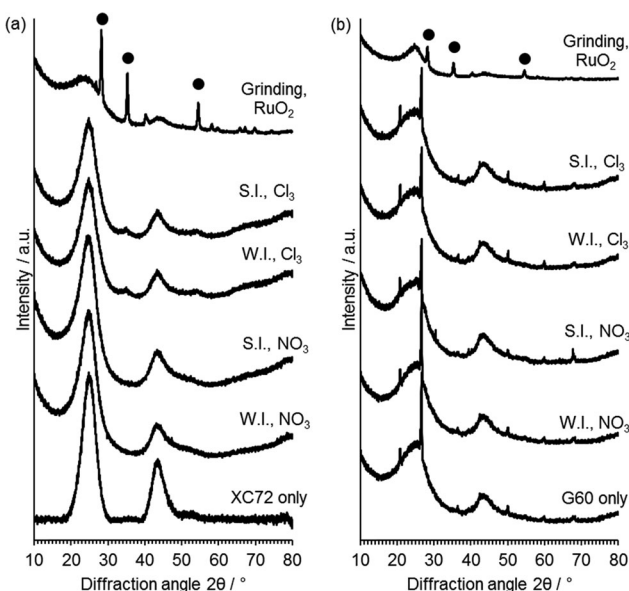 (a)
Grinding,
RuO2
S.I., Cl3
W.I., Cl3
S.I., NO3
W.I., NO3
XC72 only
Intensity / a.u.
10 20 30 40 50 60 70 80
Diffraction angle 2θ / °
(b)
Grinding,
RuO2
S.I., Cl3
W.I., Cl3
S.I., NO3
W.I., NO3
G60 only
Intensity / a.u.
10 20 30 40 50 60 70 80
Diffraction angle 2θ / °